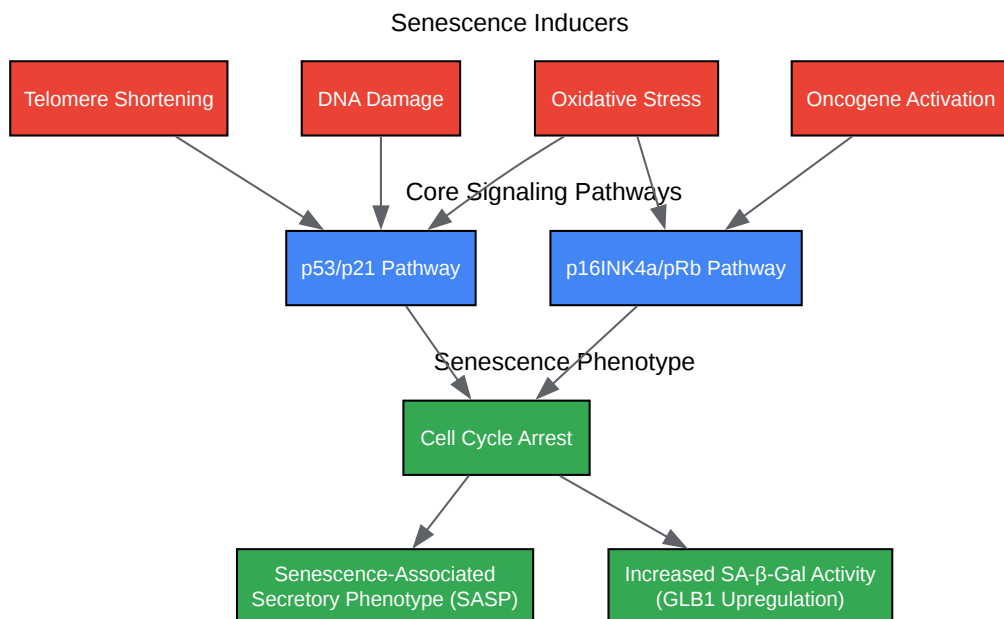 Senescence Inducers
Telomere Shortening
DNA Damage
Oxidative Stress
Oncogene Activation
Core Signaling Pathways
p53/p21 Pathway
p16INK4a/pRb Pathway
Senescence Phenotype
Cell Cycle Arrest
Senescence-Associated
Secretory Phenotype (SASP)
Increased SA-β-Gal Activity
(GLB1 Upregulation)